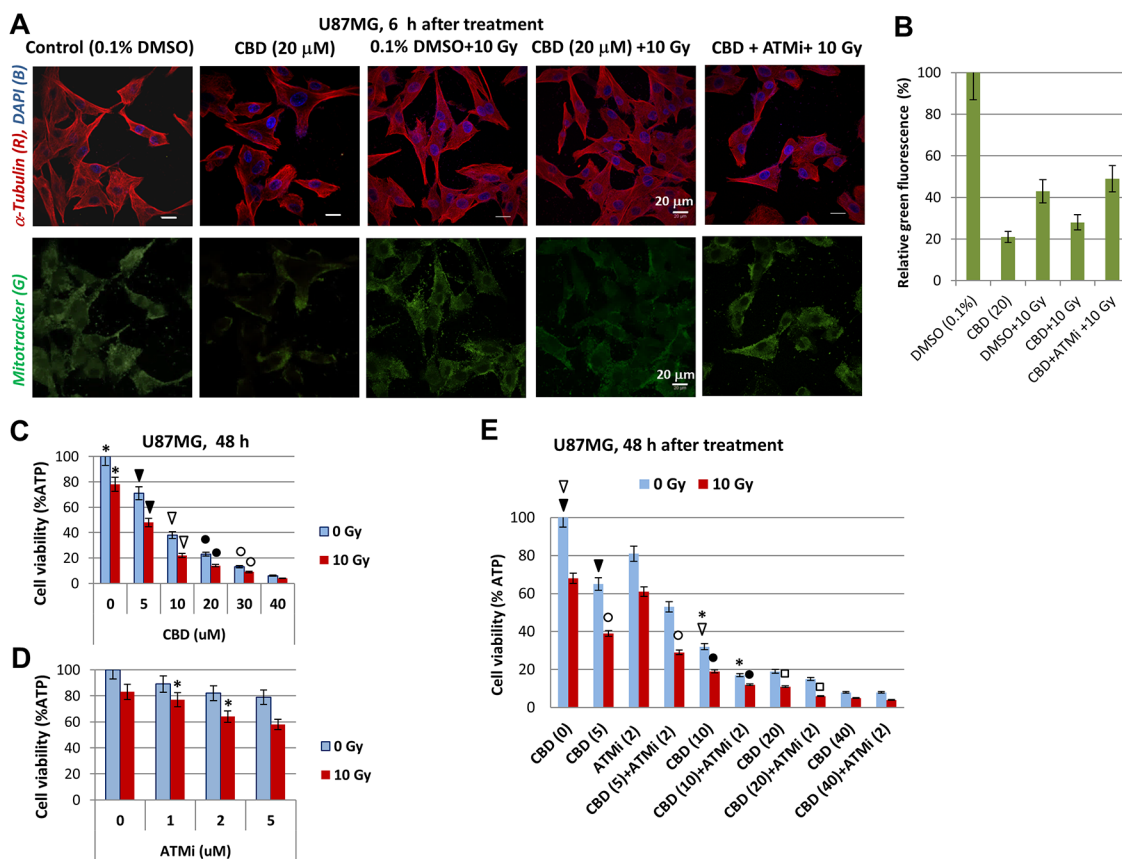 A
U87MG, 6 h after treatment
Control (0.1% DMSO)
CBD (20 μM)
0.1% DMSO+10 Gy
CBD (20 μM) +10 Gy
CBD + ATMi+ 10 Gy
α-Tubulin (R), DAPI (B)
20 μm
20 μm
Mitotracker (G)
20 μm
20 μm
B
Relative green fluorescence (%)
100
80
60
40
20
0
DMSO (0.1%)
CBD (20)
DMSO+10 Gy
CBD+10 Gy
CBD+ATMi +10 Gy
C
U87MG, 48 h
Cell viability (%ATP)
100
80
60
40
20
0
* *
0 5 10 20 30 40
CBD (uM)
0 Gy
10 Gy
D
Cell viability (%ATP)
100
80
60
40
20
0
* *
0 1 2 5
ATMi (uM)
0 Gy
10 Gy
E
U87MG, 48 h after treatment
0 Gy
10 Gy
Cell viability (% ATP)
100
80
60
40
20
0
* *
CBD (0)
CBD (5)
ATMi (2)
CBD (5)+ATMi (2)
CBD (10)
CBD (10)+ATMi (2)
CBD (20)
CBD (20)+ATMi (2)
CBD (40)
CBD (40)+ATMi (2)